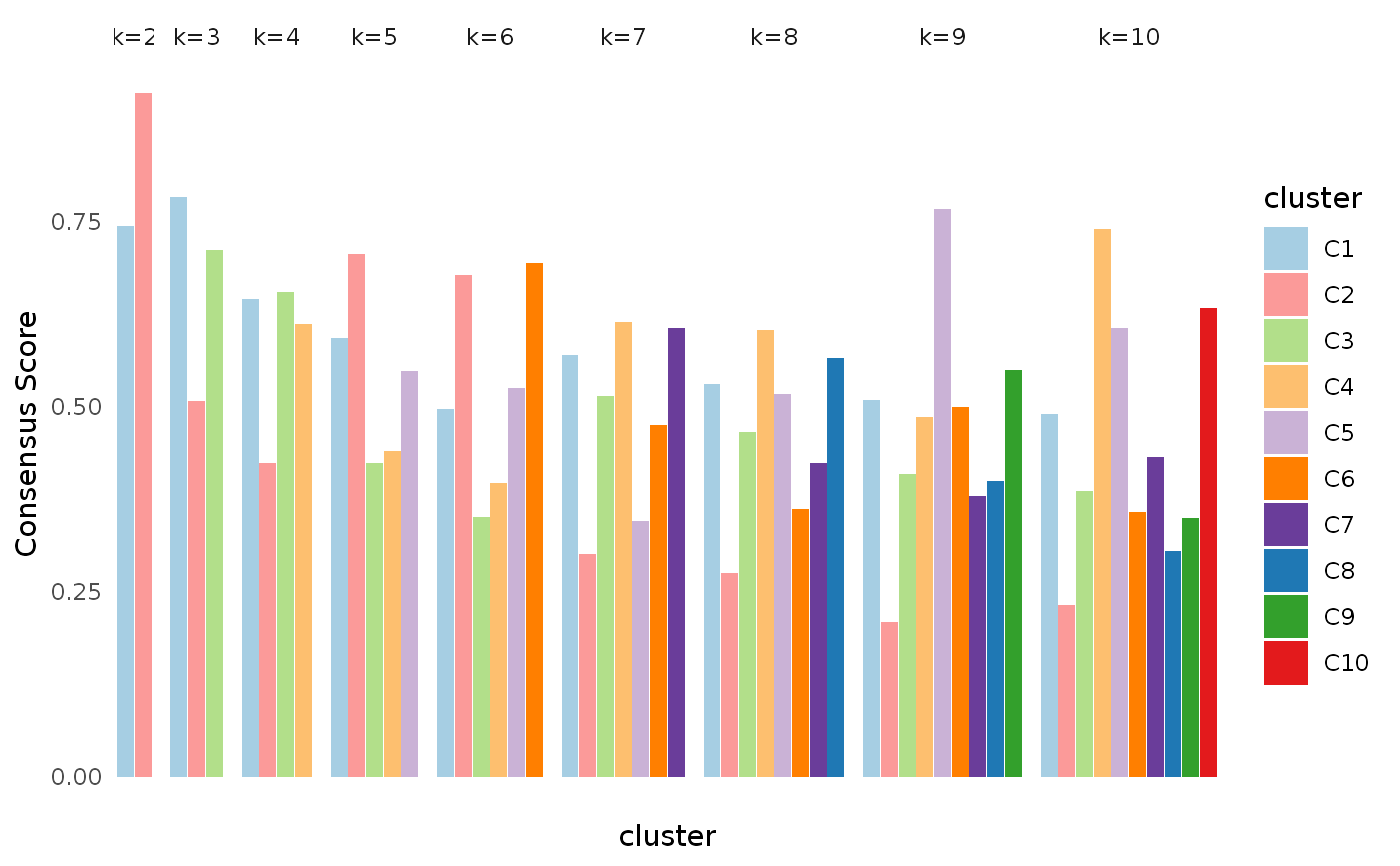 k=2 k=3 k=4 k=5 k=6 k=7 k=8 k=9 k=10
Consensus Score
0.75
0.50
0.25
0.00
cluster
cluster
C1
C2
C3
C4
C5
C6
C7
C8
C9
C10